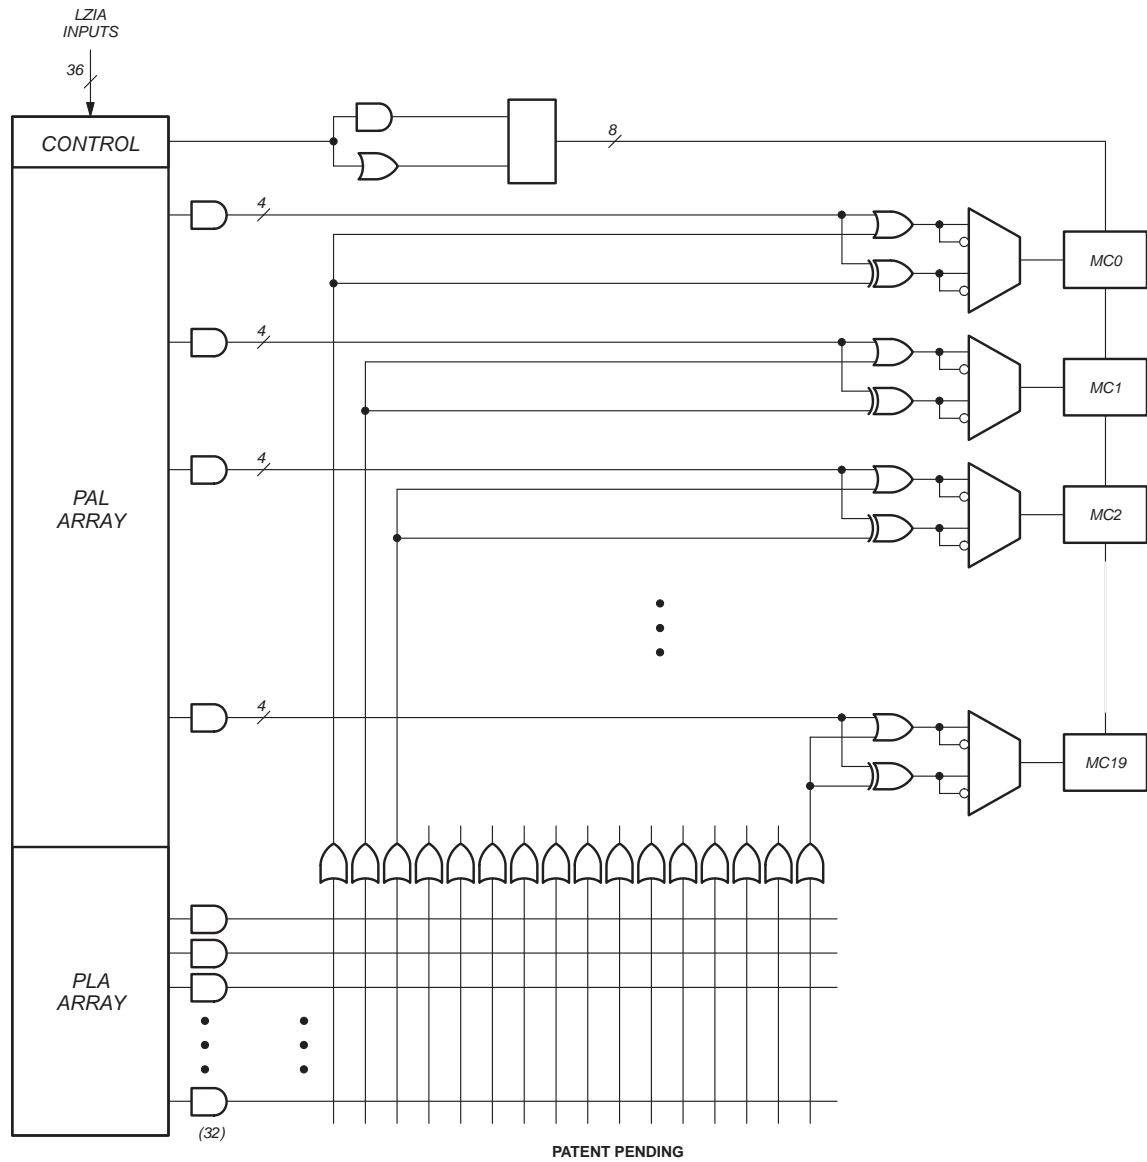 LZIA
INPUTS
36
CONTROL
8
4
MC0
4
MC1
PAL
ARRAY
4
MC2
4
MC19
PLA
ARRAY
(32)
PATENT PENDING